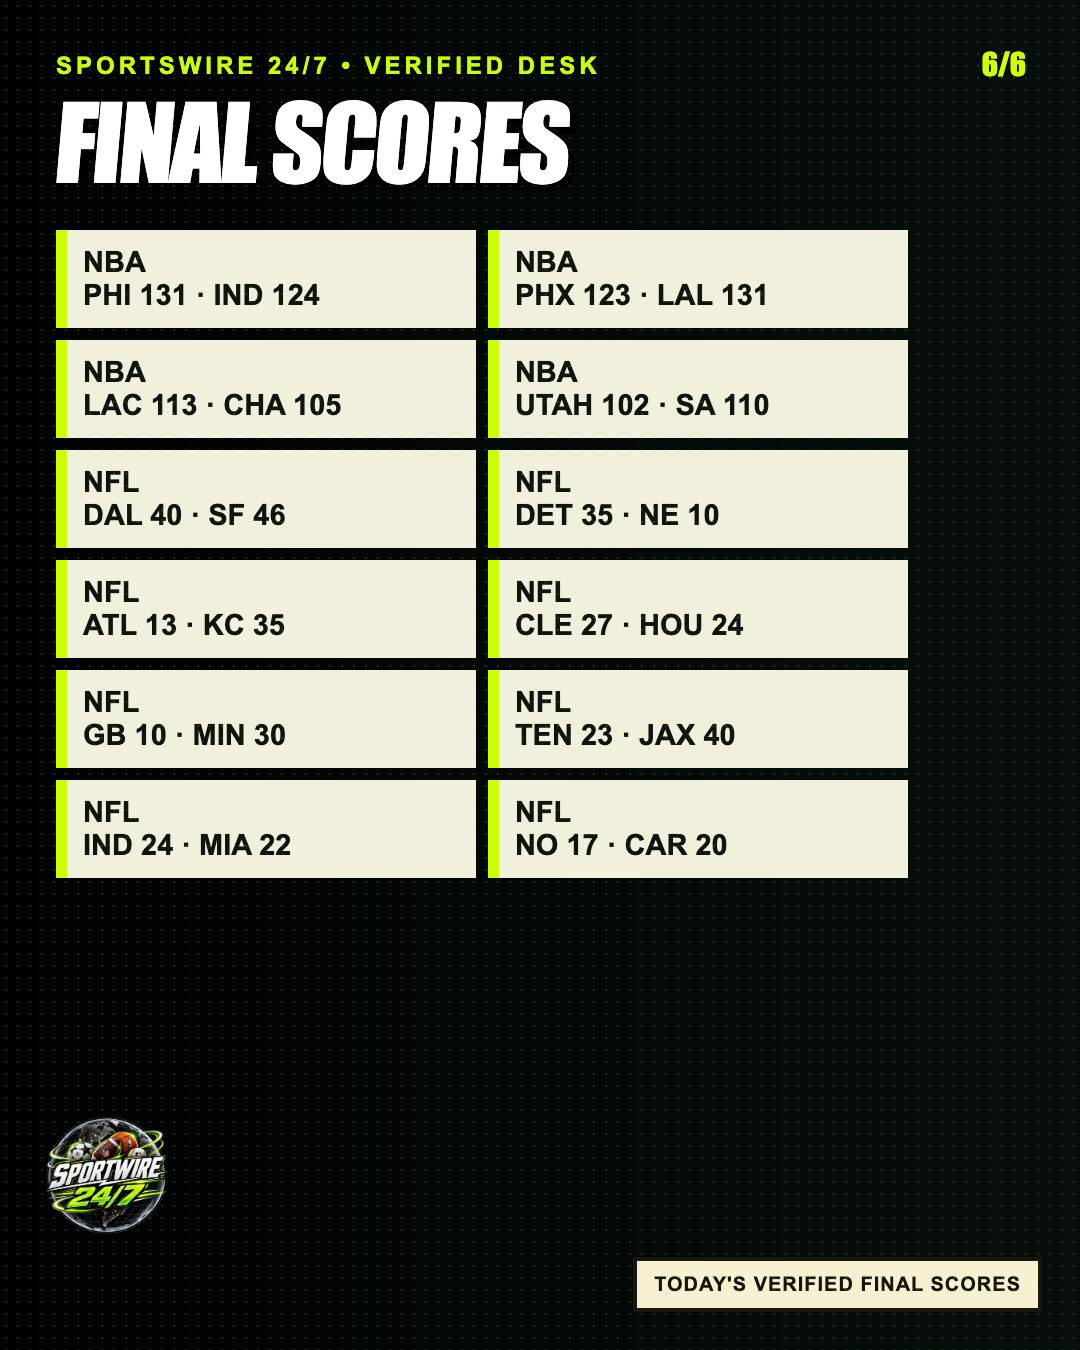 SPORTSWIRE 24/7 • VERIFIED DESK
6/6
FINAL SCORES
NBA
PHI 131 · IND 124
NBA
PHX 123 · LAL 131
NBA
LAC 113 · CHA 105
NBA
UTAH 102 · SA 110
NFL
DAL 40 · SF 46
NFL
DET 35 · NE 10
NFL
ATL 13 · KC 35
NFL
CLE 27 · HOU 24
NFL
GB 10 · MIN 30
NFL
TEN 23 · JAX 40
NFL
IND 24 · MIA 22
NFL
NO 17 · CAR 20
SPORTWIRE
24/7
TODAY'S VERIFIED FINAL SCORES